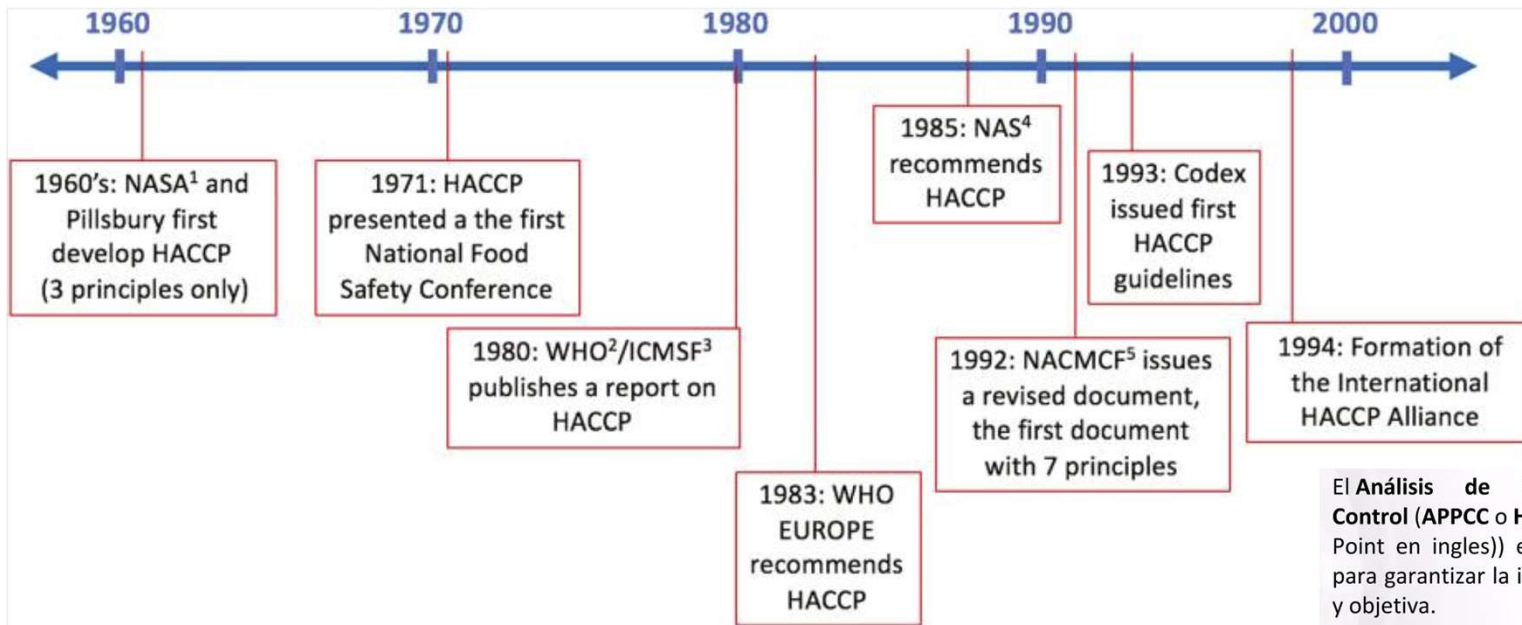 1960 1970 1980 1990 2000
1960's: NASA¹ and
Pillsbury first
develop HACCP
(3 principles only)
1971: HACCP
presented a the first
National Food
Safety Conference
1980: WHO²/ICMSF³
publishes a report on
HACCP
1983: WHO
EUROPE
recommends
HACCP
1985: NAS⁴
recommends
HACCP
1992: NACMCF⁵ issues
a revised document,
the first document
with 7 principles
1993: Codex
issued first
HACCP
guidelines
1994: Formation of
the International
HACCP Alliance
El Análisis de
Control (APPCC o H
Point en ingles)) e
para garantizar la i
y objetiva.